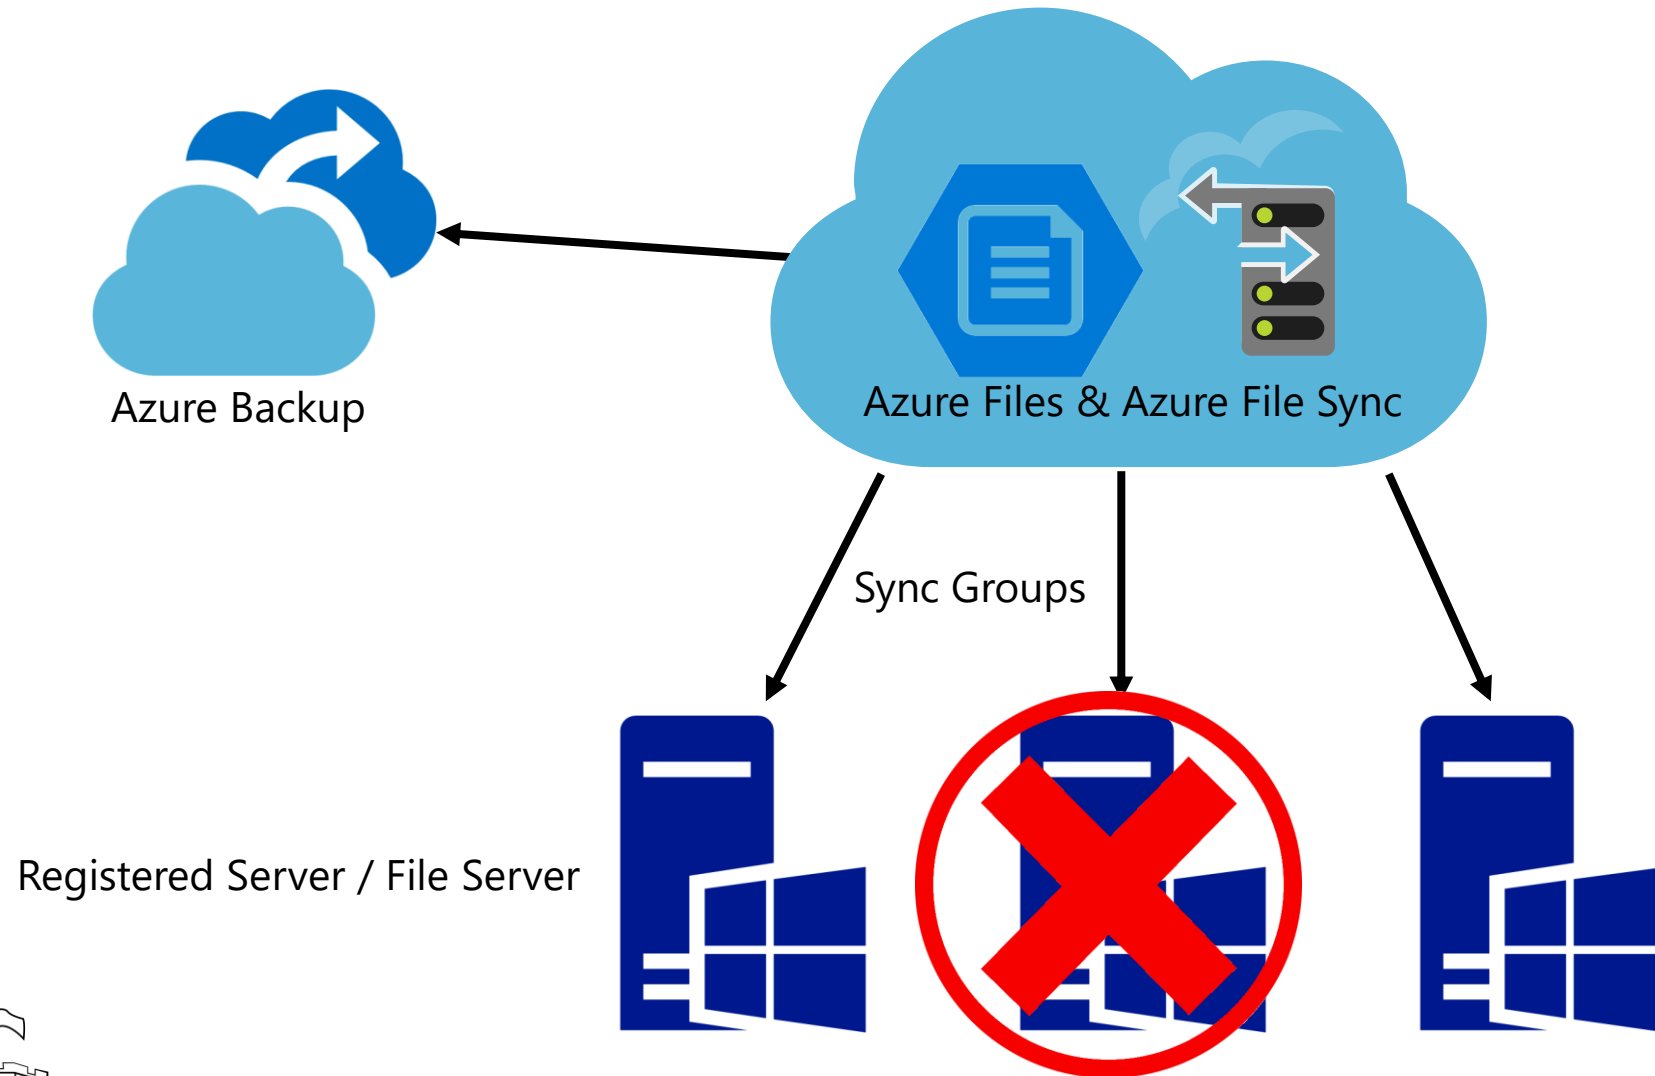 Azure Backup
Azure Files & Azure File Sync
Sync Groups
Registered Server / File Server